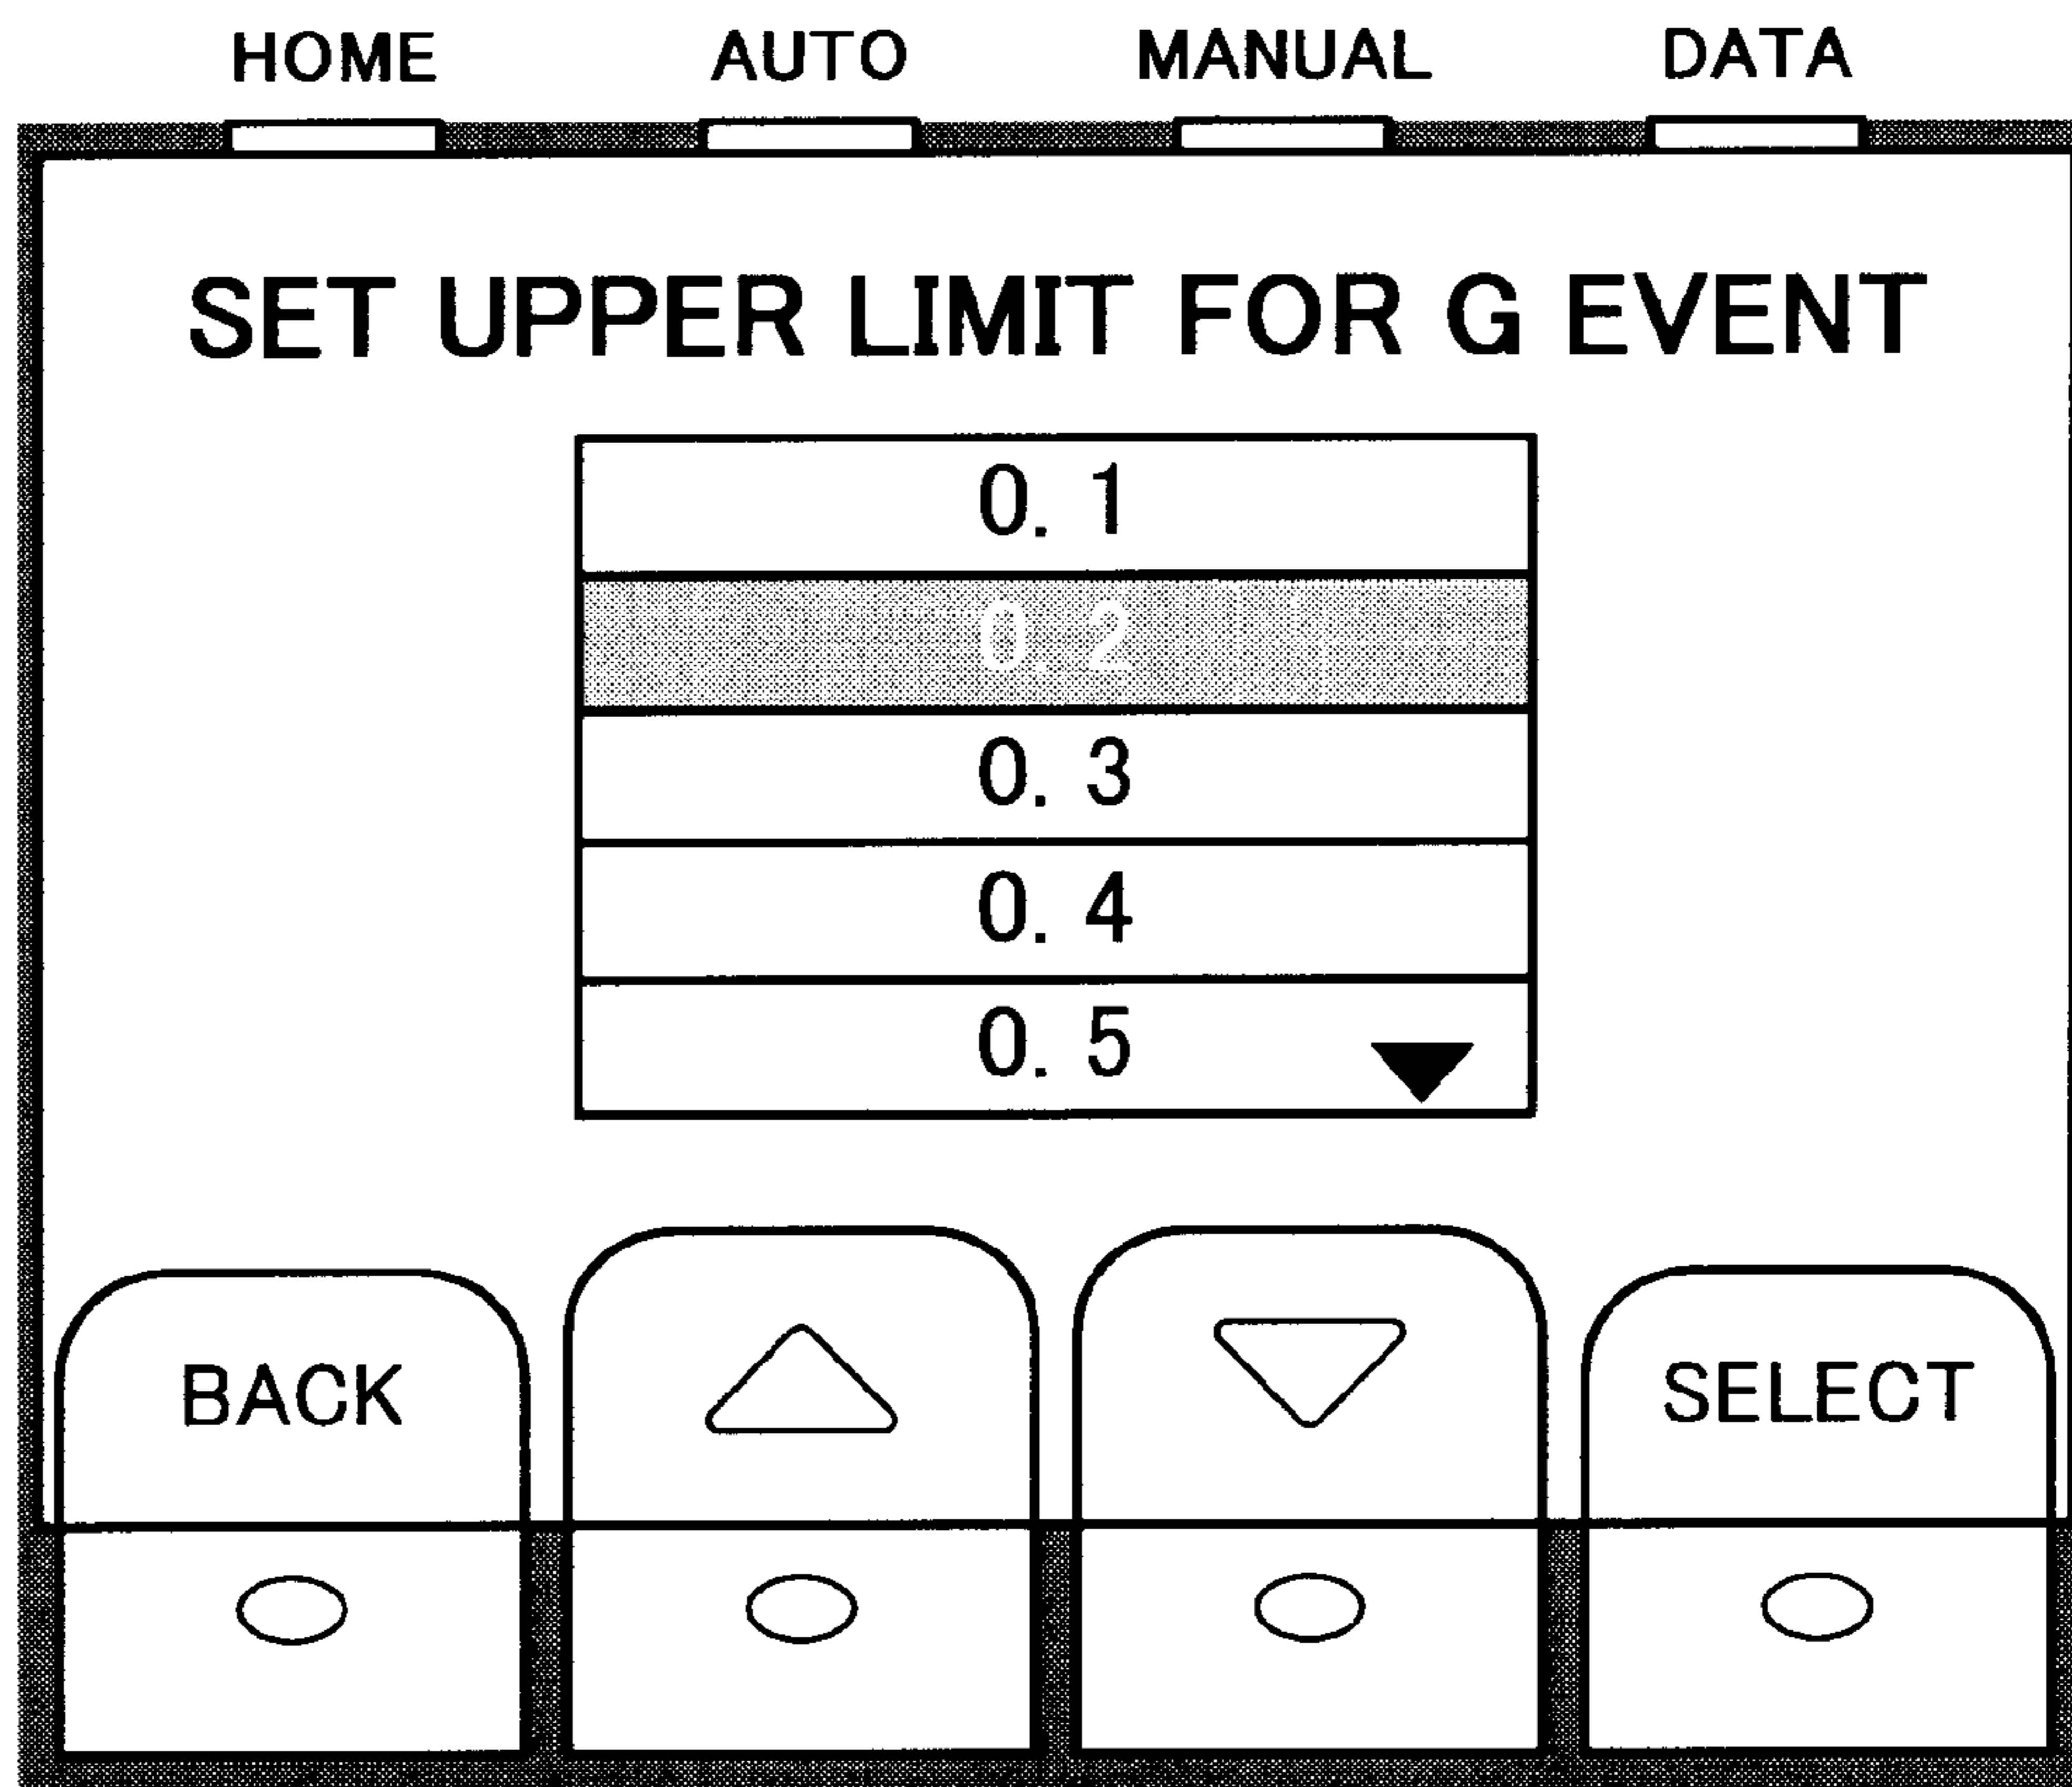 HOME AUTO MANUAL DATA
SET UPPER LIMIT FOR G EVENT
0. 1
0. 2
0. 3
0. 4
0. 5
BACK SELECT